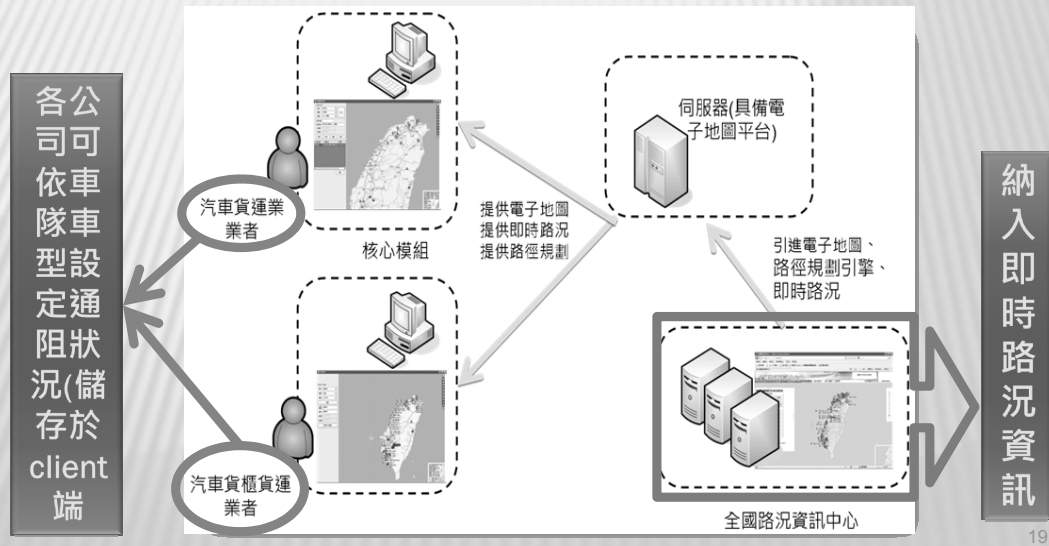 各公
司可
依車
隊車
型設
定通
阻狀
況(儲
存於
client
端
汽車貨運業
業者
核心模組
汽車貨櫃貨運
業者
提供電子地圖
提供即時路況
提供路徑規劃
伺服器(具備電
子地圖平台)
引進電子地圖、
路徑規劃引擎、
即時路況
全國路況資訊中心
納
入
即
時
路
況
資
訊
19